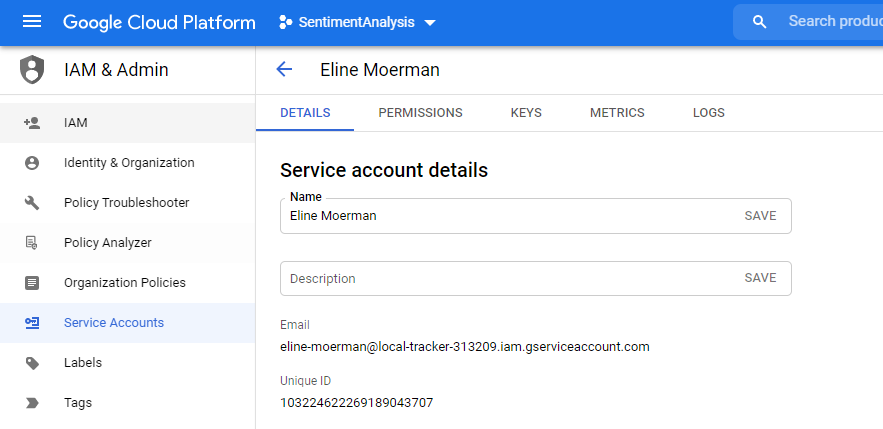 Google Cloud Platform SentimentAnalysis Search produc
IAM & Admin
Eline Moerman
IAM
Identity & Organization
Policy Troubleshooter
Policy Analyzer
Organization Policies
Service Accounts
Labels
Tags
DETAILS PERMISSIONS KEYS METRICS LOGS
Service account details
Name
Eline Moerman SAVE
Description SAVE
Email
eline-moerman@local-tracker-313209.iam.gserviceaccount.com
Unique ID
103224622269189043707